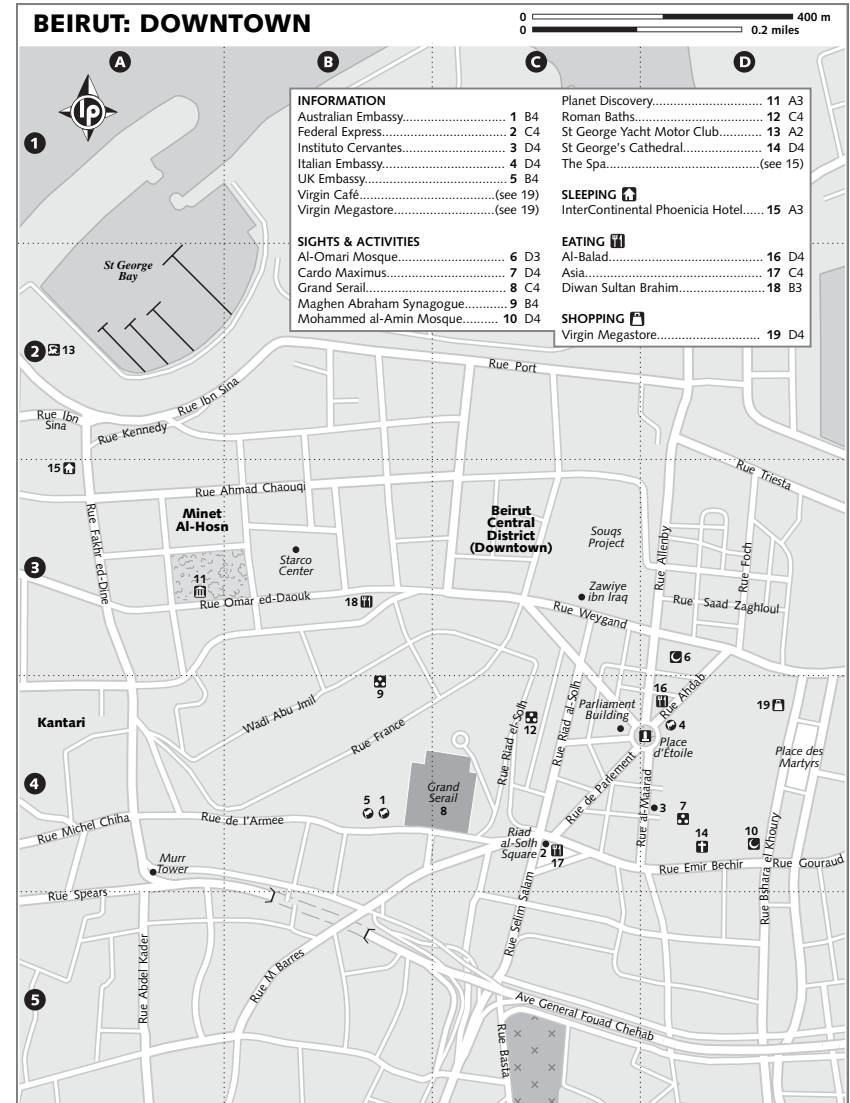 BEIRUT: DOWNTOWN
0 400 m
0 0.2 miles
A B C D
lp
1
2
3
4
5
INFORMATION
Australian Embassy 1 B4
Federal Express 2 C4
Instituto Cervantes 3 D4
Italian Embassy 4 D4
UK Embassy 5 B4
Virgin Café (see 19)
Virgin Megastore (see 19)
SIGHTS & ACTIVITIES
Al-Omari Mosque 6 D3
Cardo Maximus 7 D4
Grand Serail 8 C4
Maghen Abraham Synagogue 9 B4
Mohammed al-Amin Mosque 10 D4
Planet Discovery 11 A3
Roman Baths 12 C4
St George Yacht Motor Club 13 A2
St George's Cathedral 14 D4
The Spa (see 15)
SLEEPING
InterContinental Phoenicia Hotel 15 A3
EATING
Al-Balad 16 D4
Asia 17 C4
Diwan Sultan Brahim 18 B3
SHOPPING
Virgin Megastore 19 D4
St George
Bay
13
Rue Port
Rue Ibn Sina
Rue Ibn
Sina
Rue Kennedy
15
Rue Triesta
Rue Ahmad Chaouqi
Minet
Al-Hosn
Beirut
Central
District
(Downtown)
Souqs
Project
Rue Fakhr ed-Dine
Starco
Center
Rue Allenby
Rue Foch
11
Zawiye
ibn Iraq
Rue Omar ed-Daouk
18
Rue Weygand
Rue Saad Zaghloul
6
9
16
Rue Ahdab
19
Kantari
Wadi Abu Jmil
Rue France
Rue Riad el-Solh
12
Rue Riad al-Solh
Parliament
Building
4
Place
d'Étoile
Place des
Martyrs
Grand
Serail
8
5 1
Rue de Parlement
Rue al-Maarad
3
7
14
10
Rue Michel Chiha
Rue de l'Armee
Riad
al-Solh
Square
2
17
Rue Emir Bechir
Rue Bshara el Khoury
Rue Gouraud
Murr
Tower
Rue Spears
Rue Selim Salam
Rue Abdel Kader
Rue M Barres
Ave General Fouad Chehab
Rue Basta